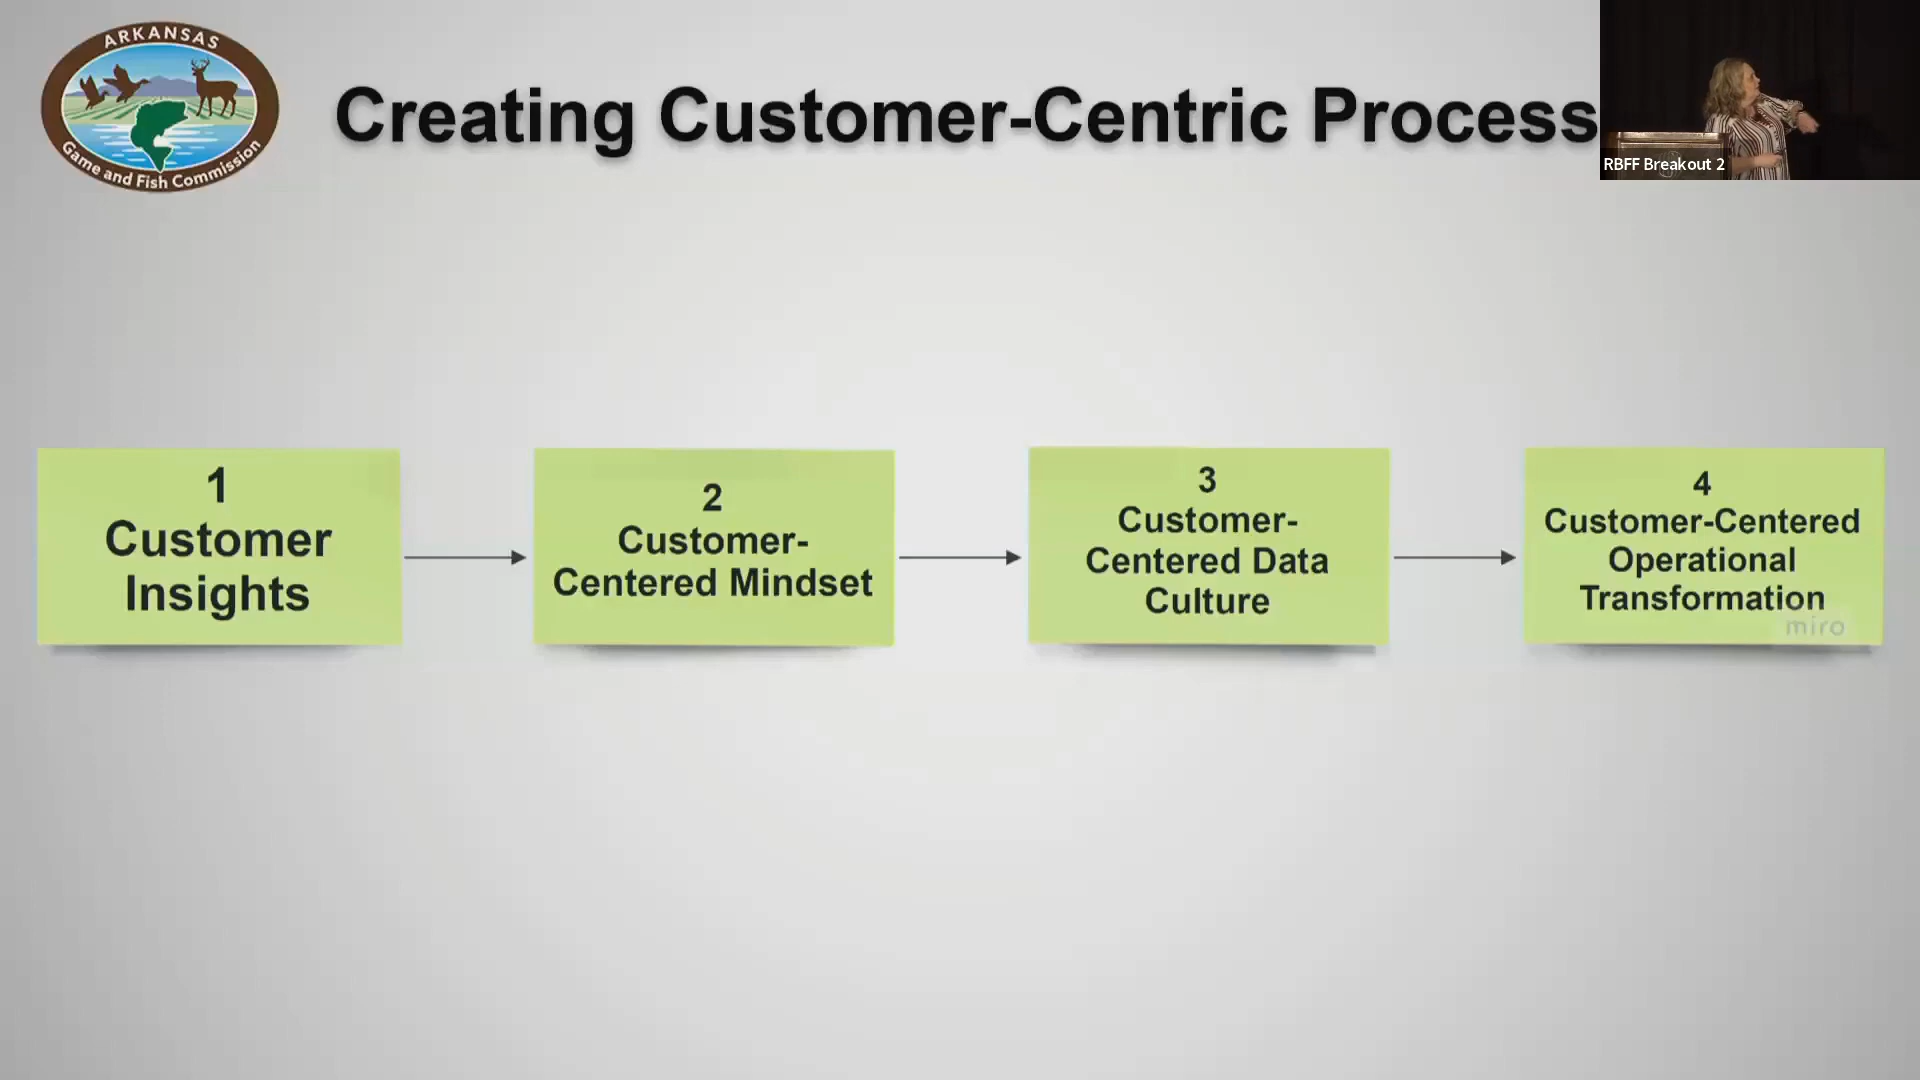 ARKANSAS
Game and Fish Commission
Creating Customer-Centric Process
RBFF Breakout 2
1
Customer
Insights
2
Customer-
Centered Mindset
3
Customer-
Centered Data
Culture
4
Customer-Centered
Operational
Transformation
miro